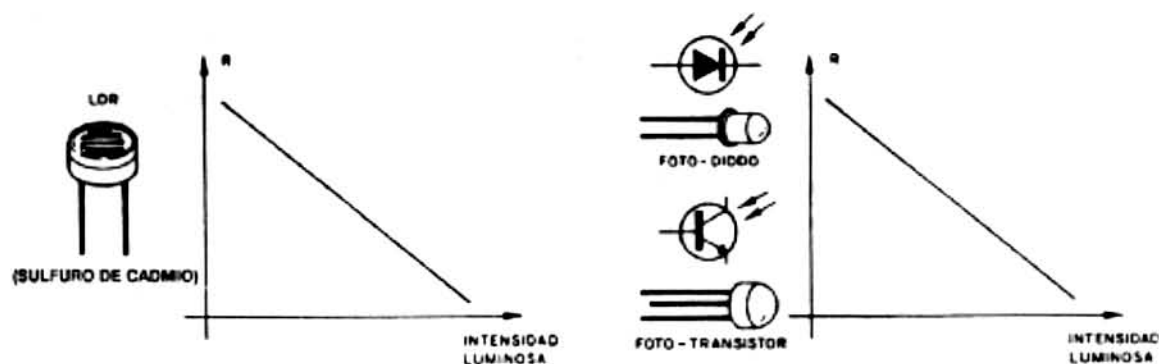 R
LDR
(SULFURO DE CADMIO)
INTENSIDAD
LUMINOSA
R
FOTO-DIODO
FOTO-TRANSISTOR
INTENSIDAD
LUMINOSA